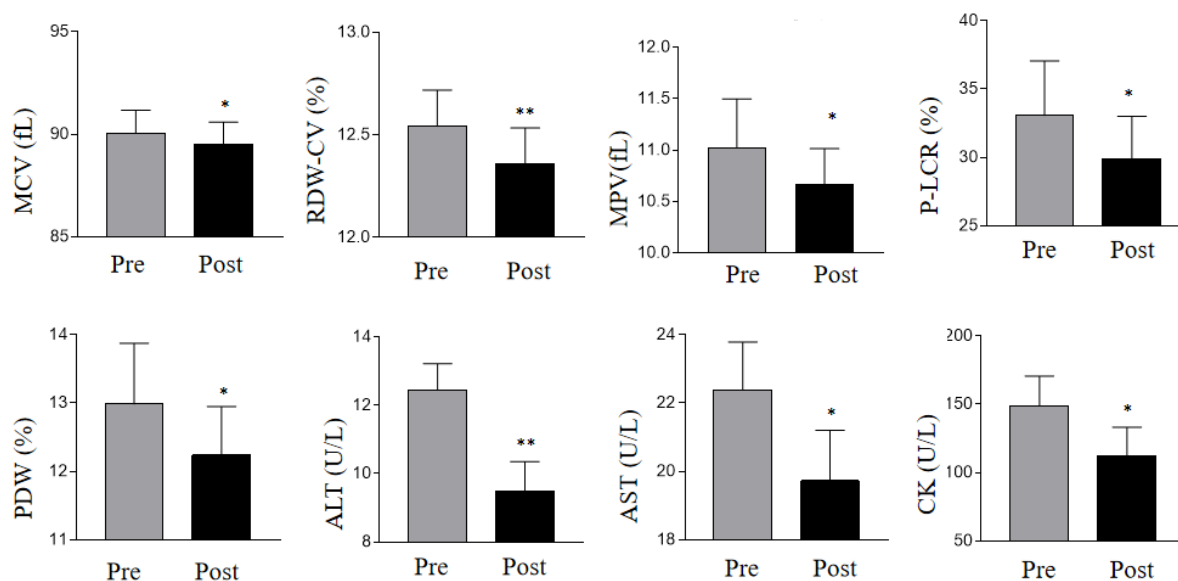 MCV (fL)
95
90
85
*
Pre Post
RDW-CV (%)
13.0
12.5
12.0
**
Pre Post
MPV(fL)
12.0
11.5
11.0
10.5
10.0
*
Pre Post
P-LCR (%)
35
30
25
*
Pre Post
PDW (%)
14
13
12
11
*
Pre Post
ALT (U/L)
14
12
10
8
**
Pre Post
AST (U/L)
24
22
20
18
*
Pre Post
CK (U/L)
200
150
100
50
*
Pre Post